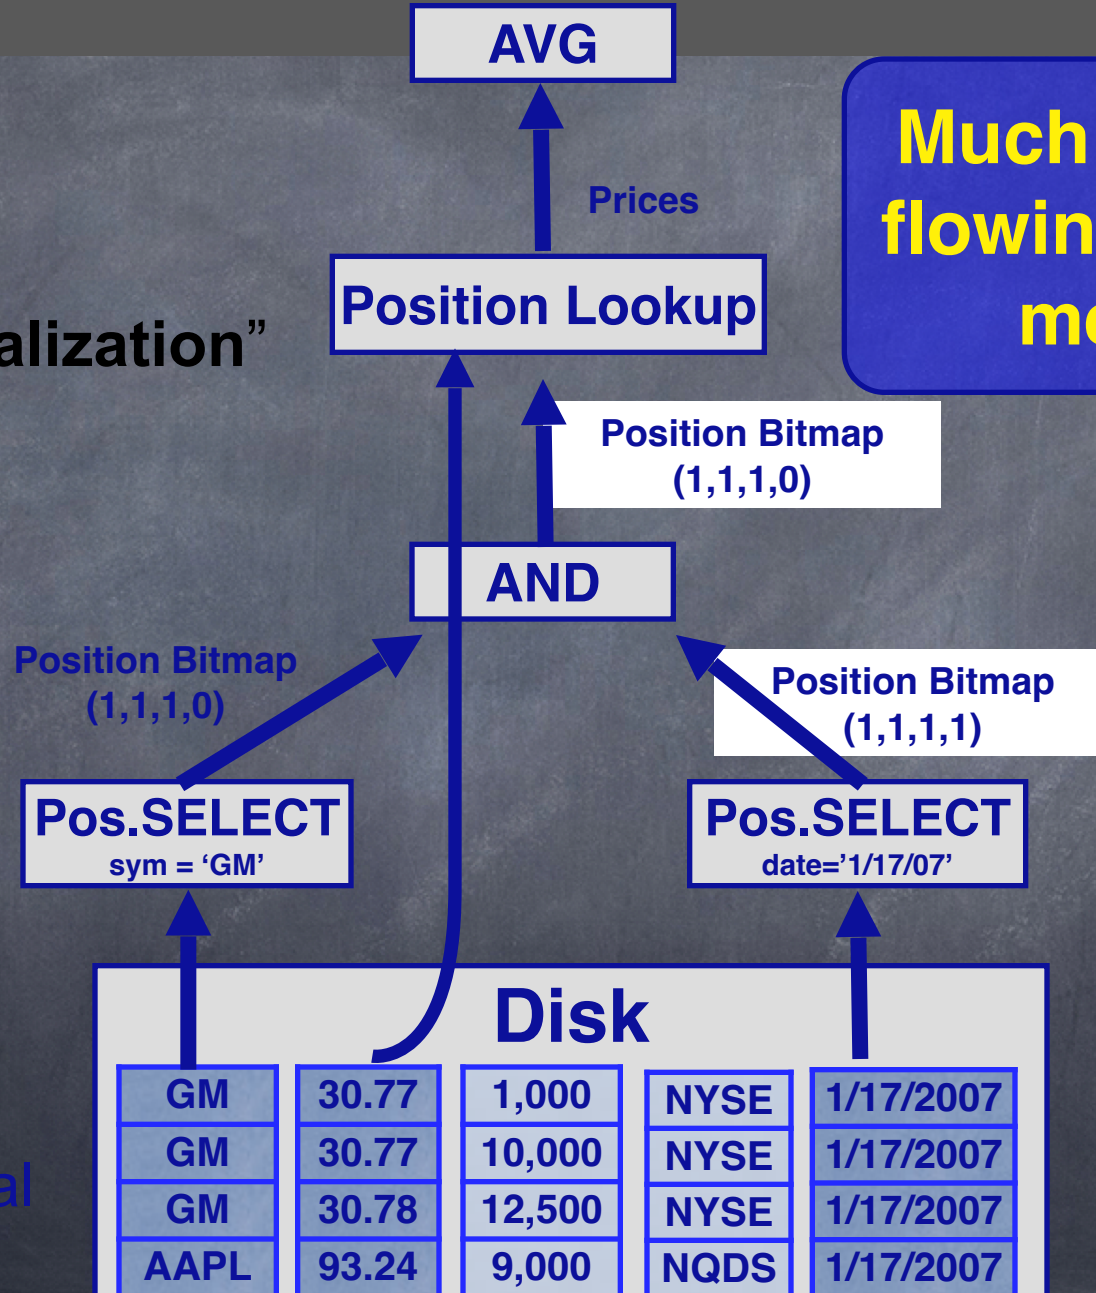 AVG
Much
flowin
Prices
Position Lookup
alization”
Position Bitmap
(1,1,1,0)
AND
Position Bitmap
(1,1,1,0)
Position Bitmap
(1,1,1,1)
Pos.SELECT
sym = ‘GM’
Pos.SELECT
date=’1/17/07’
Disk
GM 30.77 1,000 NYSE 1/17/2007
GM 30.77 10,000 NYSE 1/17/2007
al
GM 30.78 12,500 NYSE 1/17/2007
AAPL 93.24 9,000 NQDS 1/17/2007